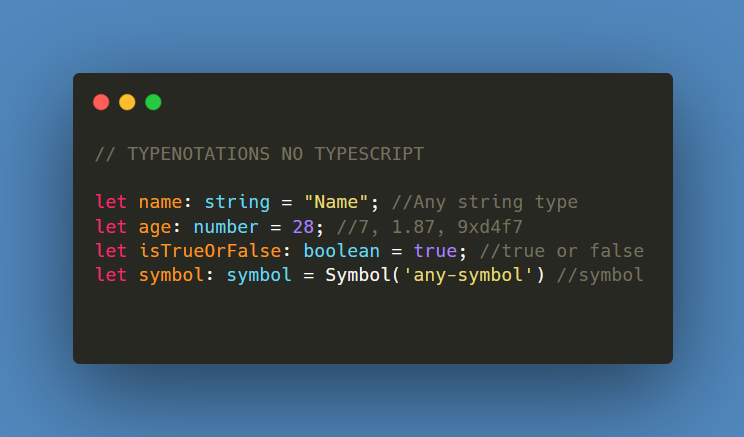 // TYPENOTATIONS NO TYPESCRIPT
let name: string = "Name"; //Any string type
let age: number = 28; //7, 1.87, 9xd4f7
let isTrueOrFalse: boolean = true; //true or false
let symbol: symbol = Symbol('any-symbol') //symbol